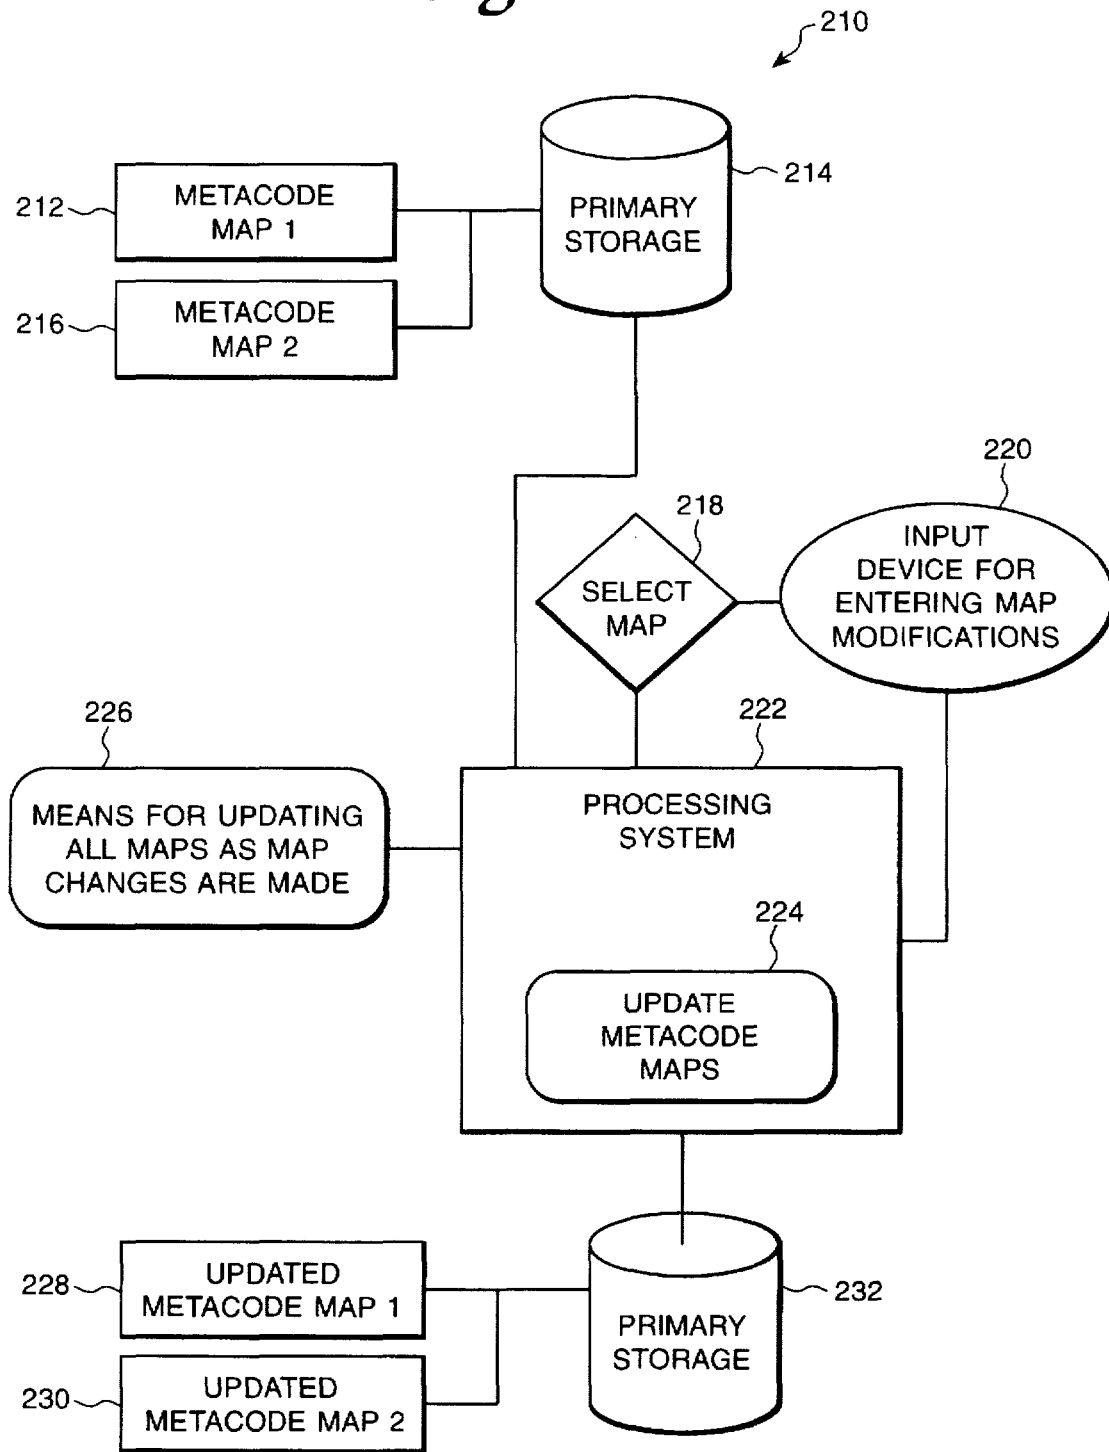 210
214
PRIMARY
STORAGE
212
METACODE
MAP 1
216
METACODE
MAP 2
220
218
INPUT
DEVICE FOR
ENTERING MAP
MODIFICATIONS
SELECT
MAP
226
222
MEANS FOR UPDATING
ALL MAPS AS MAP
CHANGES ARE MADE
PROCESSING
SYSTEM
224
UPDATE
METACODE
MAPS
228
UPDATED
METACODE MAP 1
232
PRIMARY
STORAGE
230
UPDATED
METACODE MAP 2